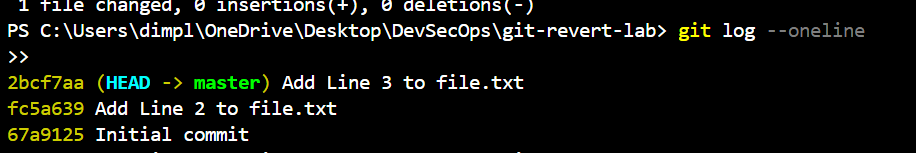 1 file changed, 0 insertions(+), 0 deletions(-)
PS C:\Users\dimpl\OneDrive\Desktop\DevSecOps\git-revert-lab> git log --oneline
>>
2bcf7aa (HEAD -> master) Add Line 3 to file.txt
fc5a639 Add Line 2 to file.txt
67a9125 Initial commit